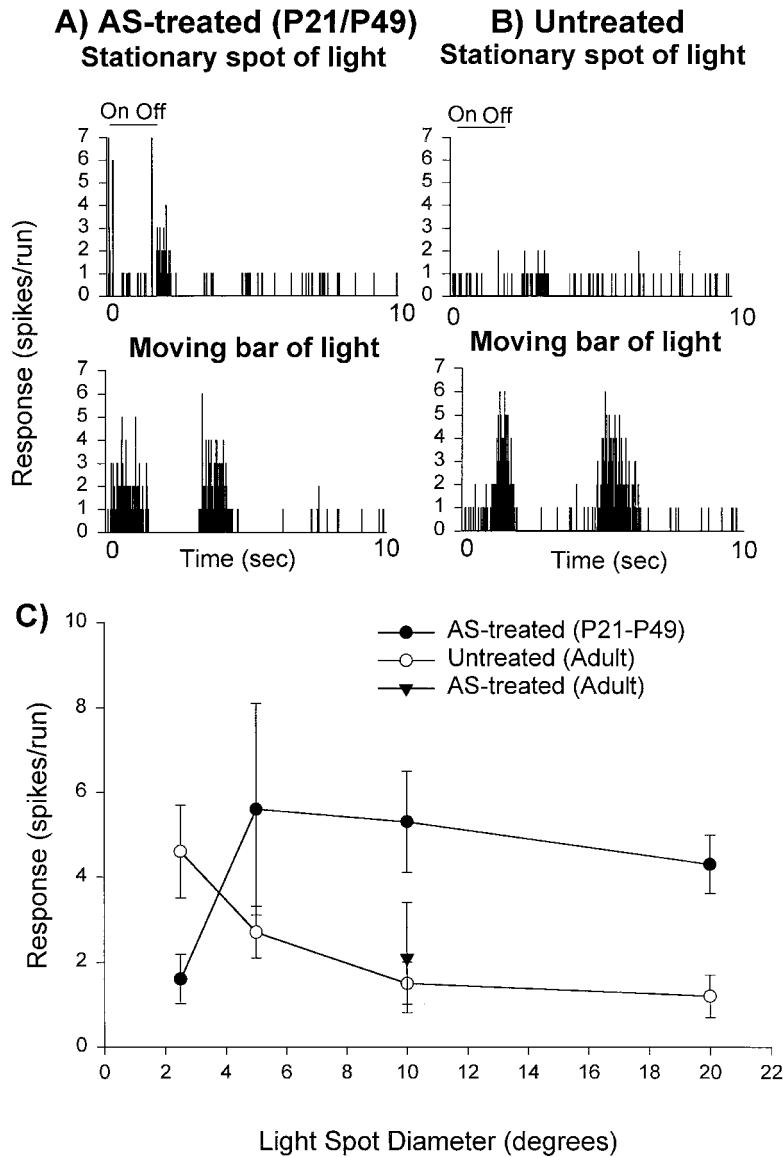 A) AS-treated (P21/P49)
Stationary spot of light
B) Untreated
Stationary spot of light
On Off
7
6
5
4
3
2
1
0
0
10
On Off
7
6
5
4
3
2
1
0
0
10
Response (spikes/run)
Moving bar of light
7
6
5
4
3
2
1
0
0
10
Time (sec)
Moving bar of light
7
6
5
4
3
2
1
0
0
10
Time (sec)
C)
AS-treated (P21-P49)
Untreated (Adult)
AS-treated (Adult)
Response (spikes/run)
10
8
6
4
2
0
0 2 4 6 8 10 12 14 16 18 20 22
Light Spot Diameter (degrees)